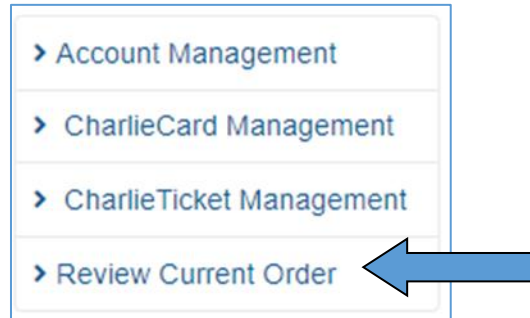 Account Management
CharlieCard Management
CharlieTicket Management
Review Current Order